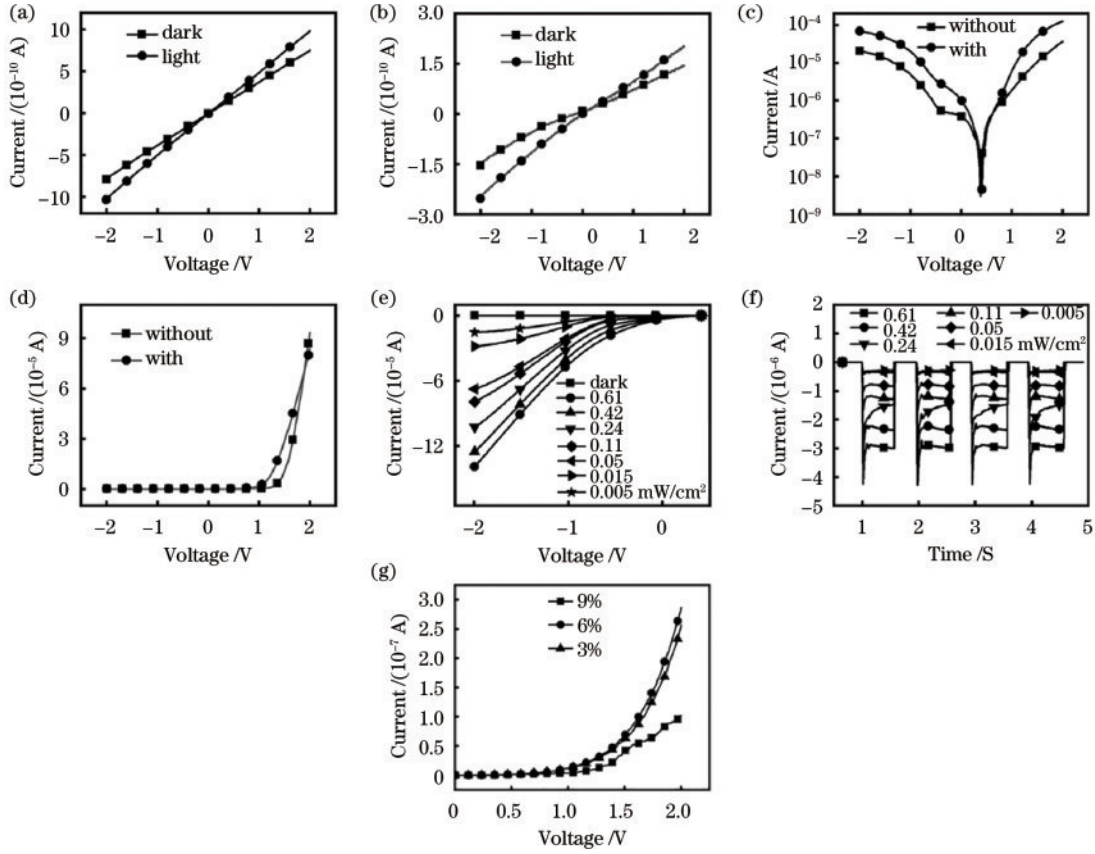 (a)
10
5
0
−5
−10
Current /(10⁻¹⁰ A)
dark
light
−2 −1 0 1 2
Voltage /V
(b)
3.0
1.5
0
−1.5
−3.0
Current /(10⁻¹⁰ A)
dark
light
−2 −1 0 1 2
Voltage /V
(c)
10⁻⁴
10⁻⁵
10⁻⁶
10⁻⁷
10⁻⁸
10⁻⁹
Current /A
without
with
−2 −1 0 1 2
Voltage /V
(d)
9
6
3
0
Current /(10⁻⁵ A)
without
with
−2 −1 0 1 2
Voltage /V
(e)
0
−6
−12
Current /(10⁻⁵ A)
dark
0.61
0.42
0.24
0.11
0.05
0.015
0.005 mW/cm²
−2 −1 0
Voltage /V
(f)
2
1
0
−1
−2
−3
−4
−5
Current /(10⁻⁶ A)
0.61 0.11 0.005
0.42 0.05
0.24 0.015 mW/cm²
1 2 3 4 5
Time /S
(g)
3.0
2.5
2.0
1.5
1.0
0.5
0
Current /(10⁻⁷ A)
9%
6%
3%
0 0.5 1.0 1.5 2.0
Voltage /V